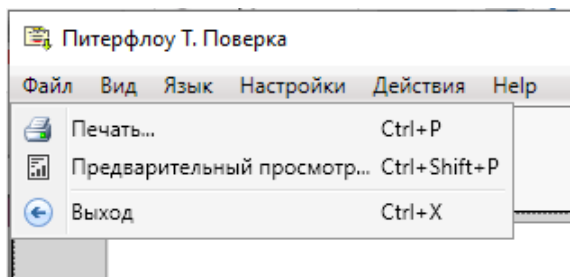 Питерфлоу Т. Поверка
Файл Вид Язык Настройки Действия Help
Печать... Ctrl+P
Предварительный просмотр... Ctrl+Shift+P
Выход Ctrl+X